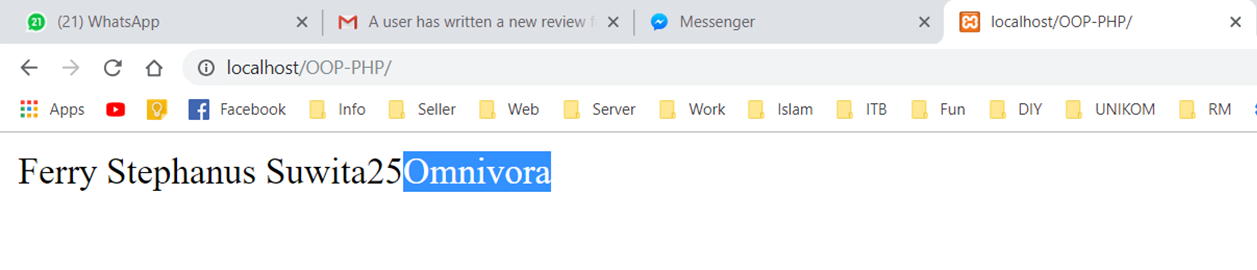 21 (21) WhatsApp A user has written a new review Messenger localhost/OOP-PHP/
localhost/OOP-PHP/
Apps Facebook Info Seller Web Server Work Islam ITB Fun DIY UNIKOM RM
Ferry Stephanus Suwita25Omnivora